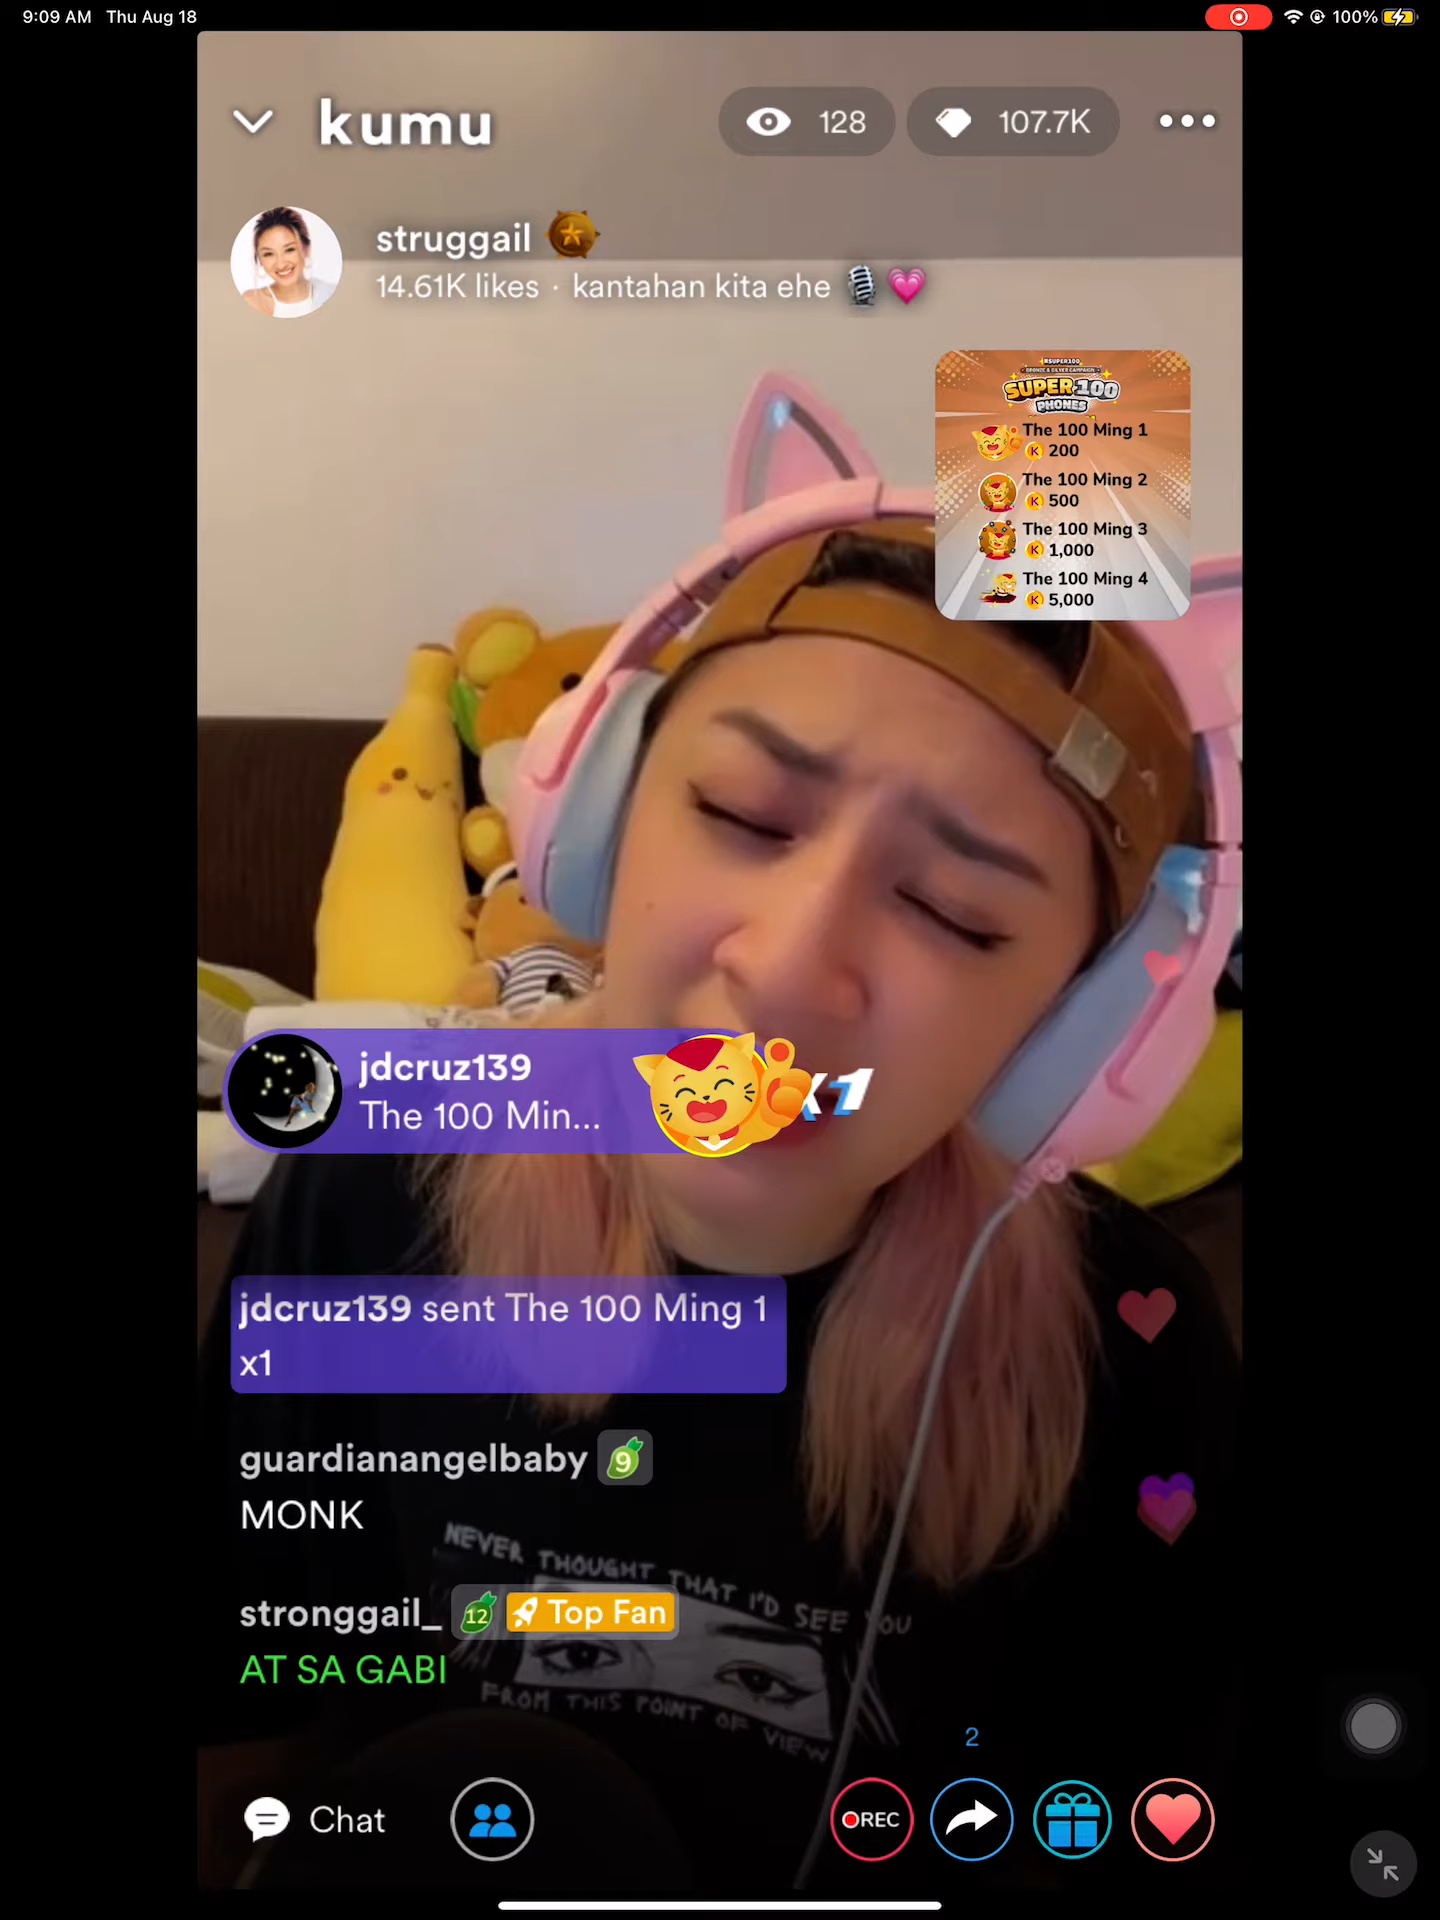 9:09 AM Thu Aug 18
100%
kumu
128
107.7K
struggail
14.61K likes · kantahan kita ehe
#SUPER100
BRONZE & SILVER CAMPAIGN
SUPER 100
PHONES
The 100 Ming 1
K 200
The 100 Ming 2
K 500
The 100 Ming 3
K 1,000
The 100 Ming 4
K 5,000
jdcruz139
The 100 Min...
X1
jdcruz139 sent The 100 Ming 1
x1
guardianangelbaby 9
MONK
stronggail_ 12 Top Fan
AT SA GABI
NEVER THOUGHT THAT I'D SEE YOU
FROM THIS POINT OF VIEW
2
Chat
REC